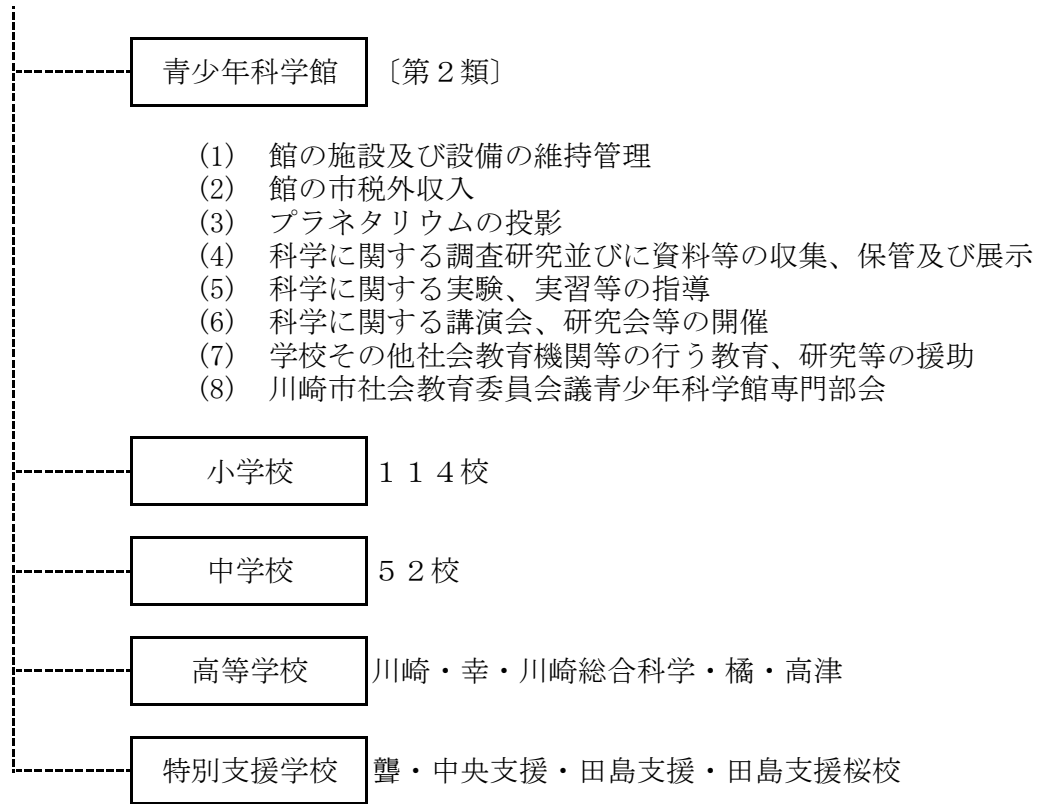 青少年科学館 〔第２類〕
(1) 館の施設及び設備の維持管理
(2) 館の市税外収入
(3) プラネタリウムの投影
(4) 科学に関する調査研究並びに資料等の収集、保管及び展示
(5) 科学に関する実験、実習等の指導
(6) 科学に関する講演会、研究会等の開催
(7) 学校その他社会教育機関等の行う教育、研究等の援助
(8) 川崎市社会教育委員会議青少年科学館専門部会
小学校 １１４校
中学校 ５２校
高等学校 川崎・幸・川崎総合科学・橘・高津
特別支援学校 聾・中央支援・田島支援・田島支援桜校